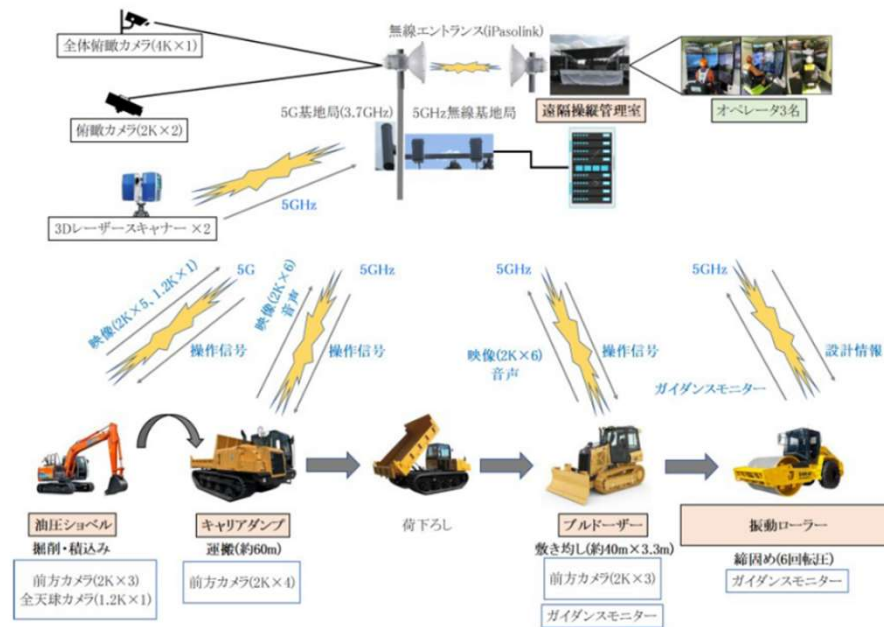 無線エントランス(iPasolink)
全体俯瞰カメラ(4K×1)
5G基地局(3.7GHz)
5GHz無線基地局
遠隔操縦管理室
オペレータ3名
俯瞰カメラ(2K×2)
5GHz
3Dレーザースキャナー ×2
5G
5GHz
5GHz
5GHz
映像(2K×5、1.2K×1)
操作信号
映像(2K×6)
音声
操作信号
映像(2K×6)
音声
操作信号
ガイダンスモニター
設計情報
油圧ショベル
掘削・積込み
前方カメラ(2K×3)
全天球カメラ(1.2K×1)
キャリアダンプ
運搬(約60m)
前方カメラ(2K×4)
荷下ろし
ブルドーザー
敷き均し(約40m×3.3m)
前方カメラ(2K×3)
ガイダンスモニター
振動ローラー
締固め(6回転圧)
ガイダンスモニター